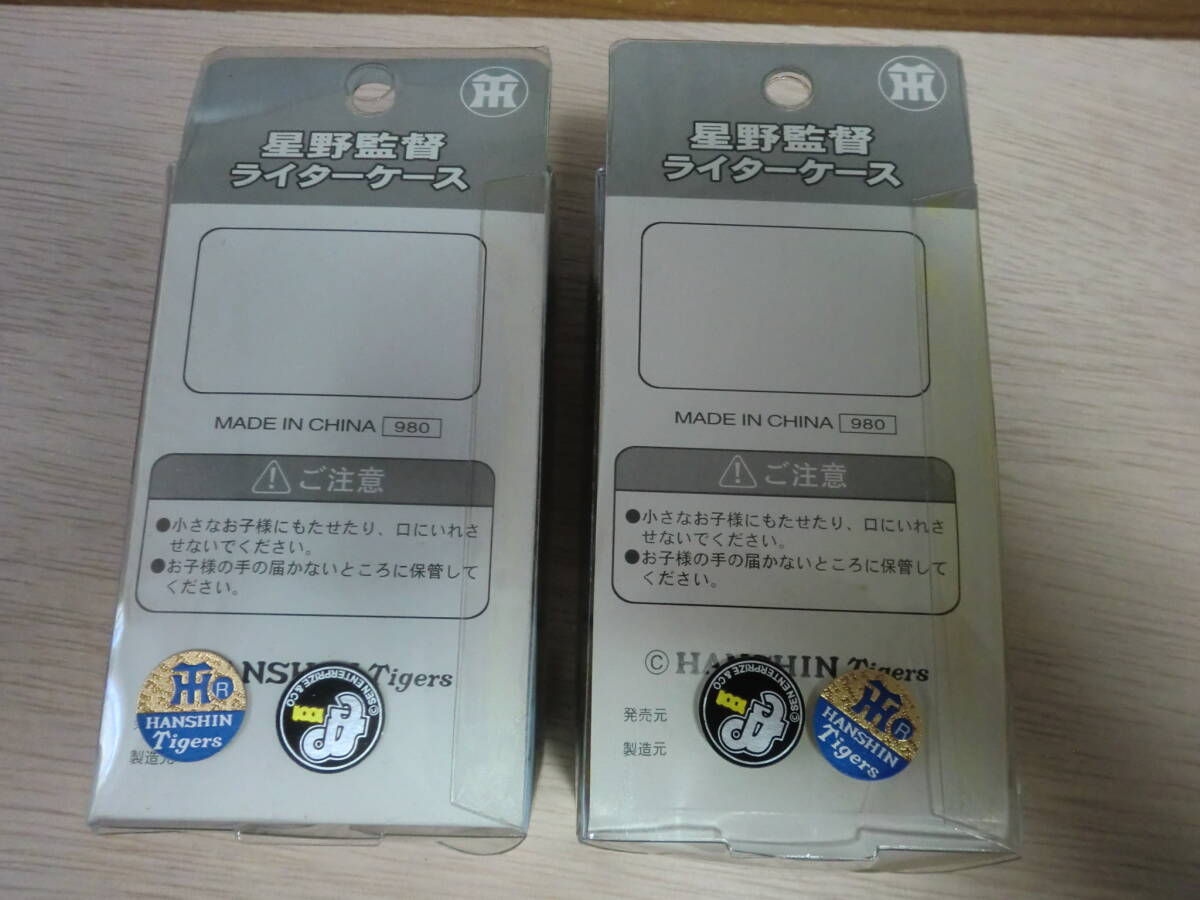 星野監督
ライターケース
MADE IN CHINA 980
ご注意
●小さなお子様にもたせたり、口にいれさ
せないでください。
●お子様の手の届かないところに保管して
ください。
Tigers
製造元
R
HANSHIN
Tigers
©SEN ENTERPRIZE & CO
星野監督
ライターケース
MADE IN CHINA 980
ご注意
●小さなお子様にもたせたり、口にいれさ
せないでください。
●お子様の手の届かないところに保管して
ください。
© HANSHIN Tigers
発売元
製造元
©SEN ENTERPRIZE & CO
R
HANSHIN
Tigers